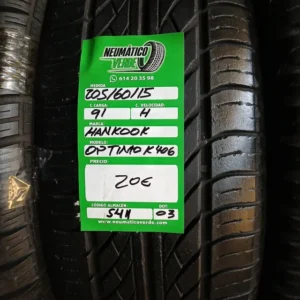 NEUMÁTICO
VERDE
614 20 35 98
MEDIDA:
205/60/15
C. CARGA: C. VELOCIDAD:
91 H
MARCA:
HANKOOK
MODELO:
OPTIMO K406
PRECIO:
20€
CÓDIGO ALMACÉN: DOT:
541 03
www.neumaticoverde.com